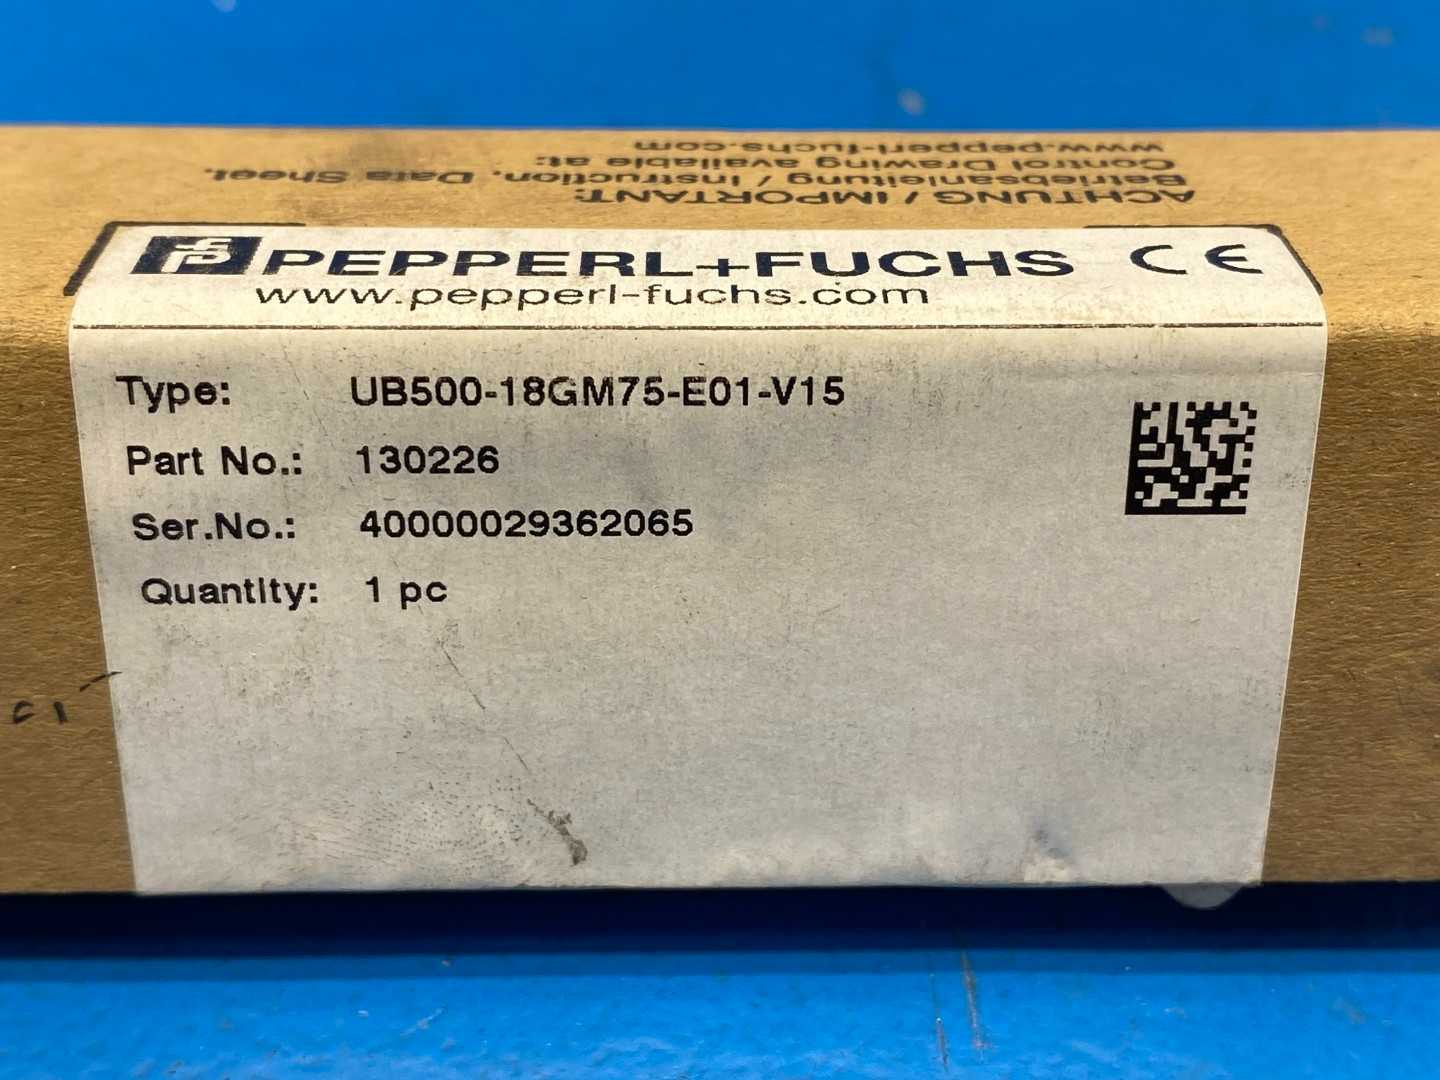 ACHTUNG / IMPORTANT:
Betriebsanleitung / Instruction, Data Sheet,
Control Drawing available at:
www.pepperl-fuchs.com
PEPPERL+FUCHS CE
www.pepperl-fuchs.com
Type: UB500-18GM75-E01-V15
Part No.: 130226
Ser.No.: 40000029362065
Quantity: 1 pc